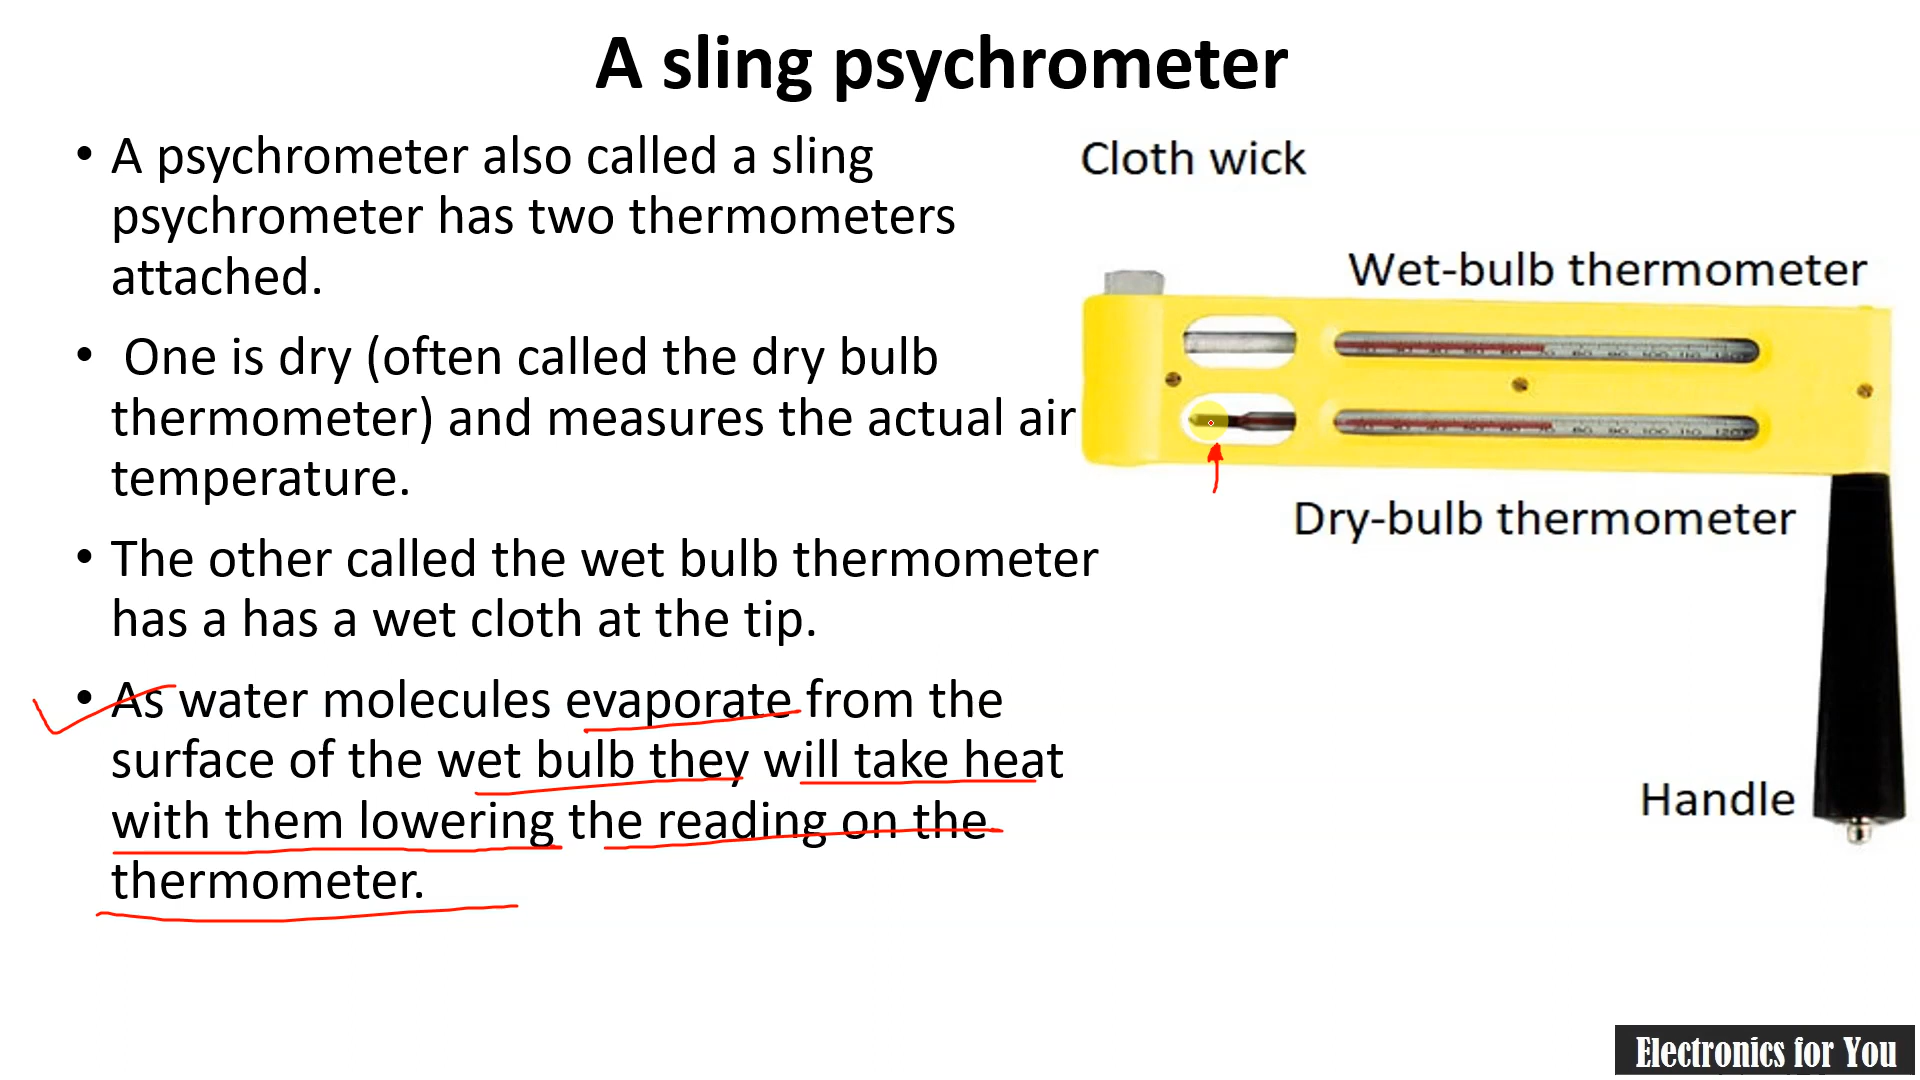 A sling psychrometer
• A psychrometer also called a sling
psychrometer has two thermometers
attached.
• One is dry (often called the dry bulb
thermometer) and measures the actual air
temperature.
• The other called the wet bulb thermometer
has a has a wet cloth at the tip.
• As water molecules evaporate from the
surface of the wet bulb they will take heat
with them lowering the reading on the
thermometer.
Cloth wick
Wet-bulb thermometer
Dry-bulb thermometer
Handle
Electronics for You